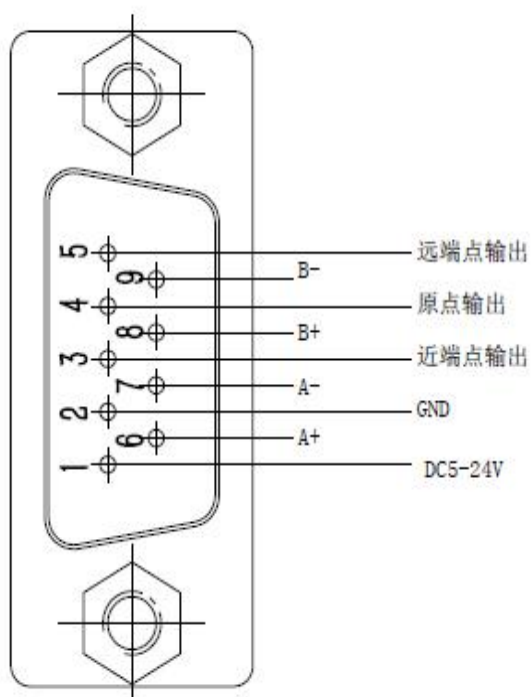 5 远端点输出
9 B-
4 原点输出
8 B+
3 近端点输出
7 A-
2 GND
6 A+
1 DC5-24V